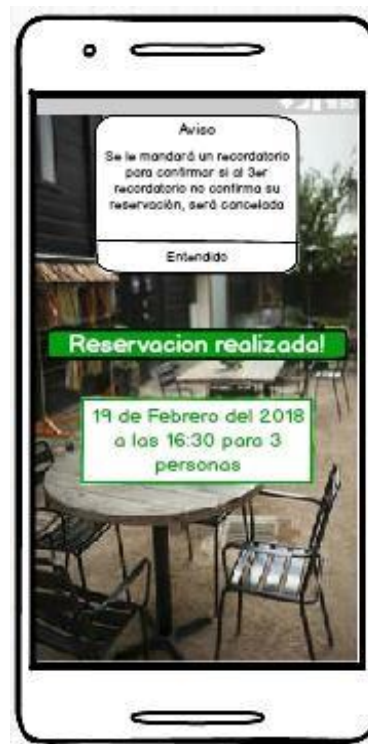 Aviso
Se le mandará un recordatorio
para confirmar si al 3er
recordatorio no confirma su
reservación, será cancelada
Entendido
Reservacion realizada!
19 de Febrero del 2018
a las 16:30 para 3
personas